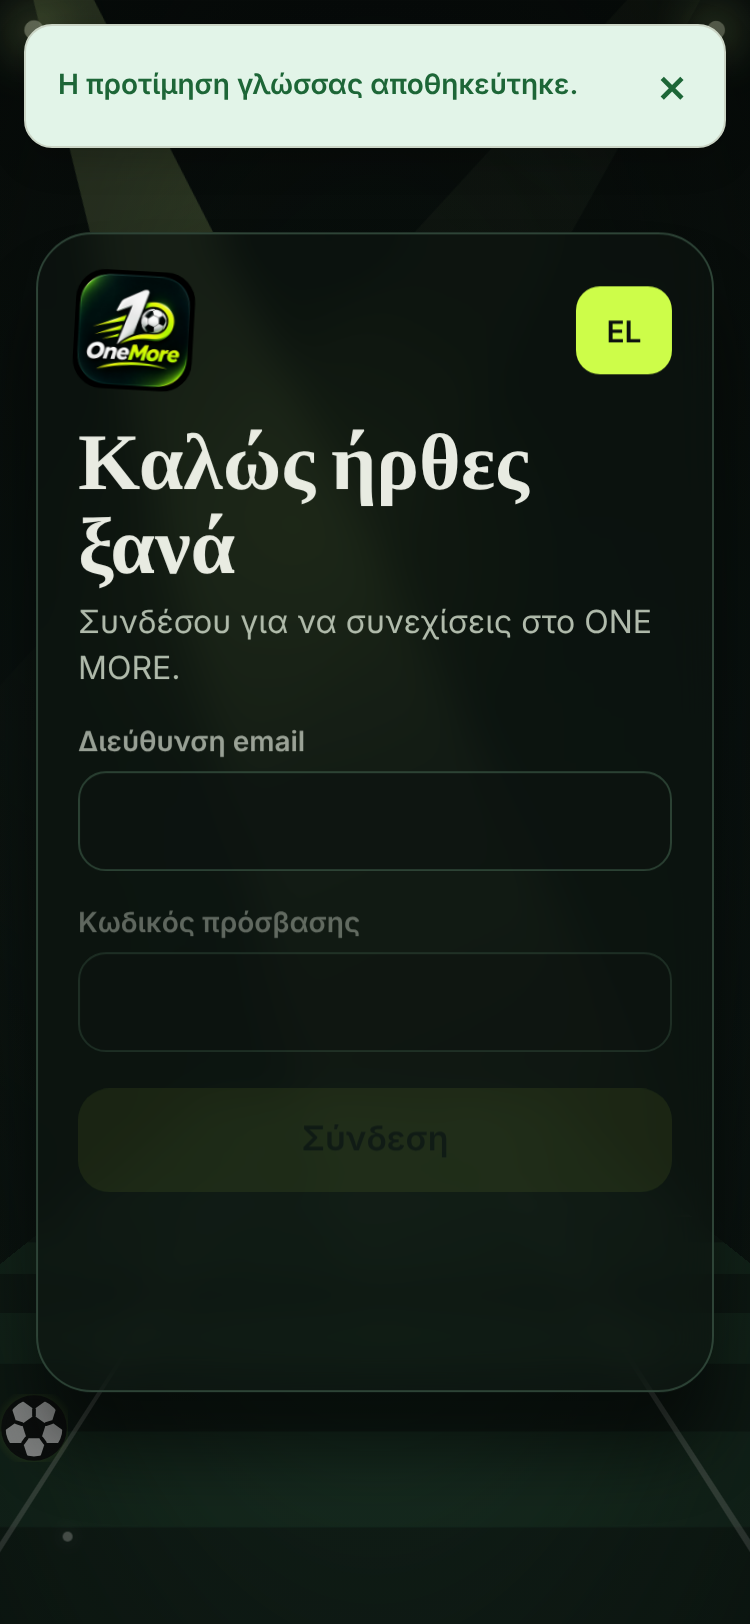 Η προτίμηση γλώσσας αποθηκεύτηκε.
10
OneMore
EL
Καλώς ήρθες
ξανά
Συνδέσου για να συνεχίσεις στο ONE
MORE.
Διεύθυνση email
Κωδικός πρόσβασης
Σύνδεση